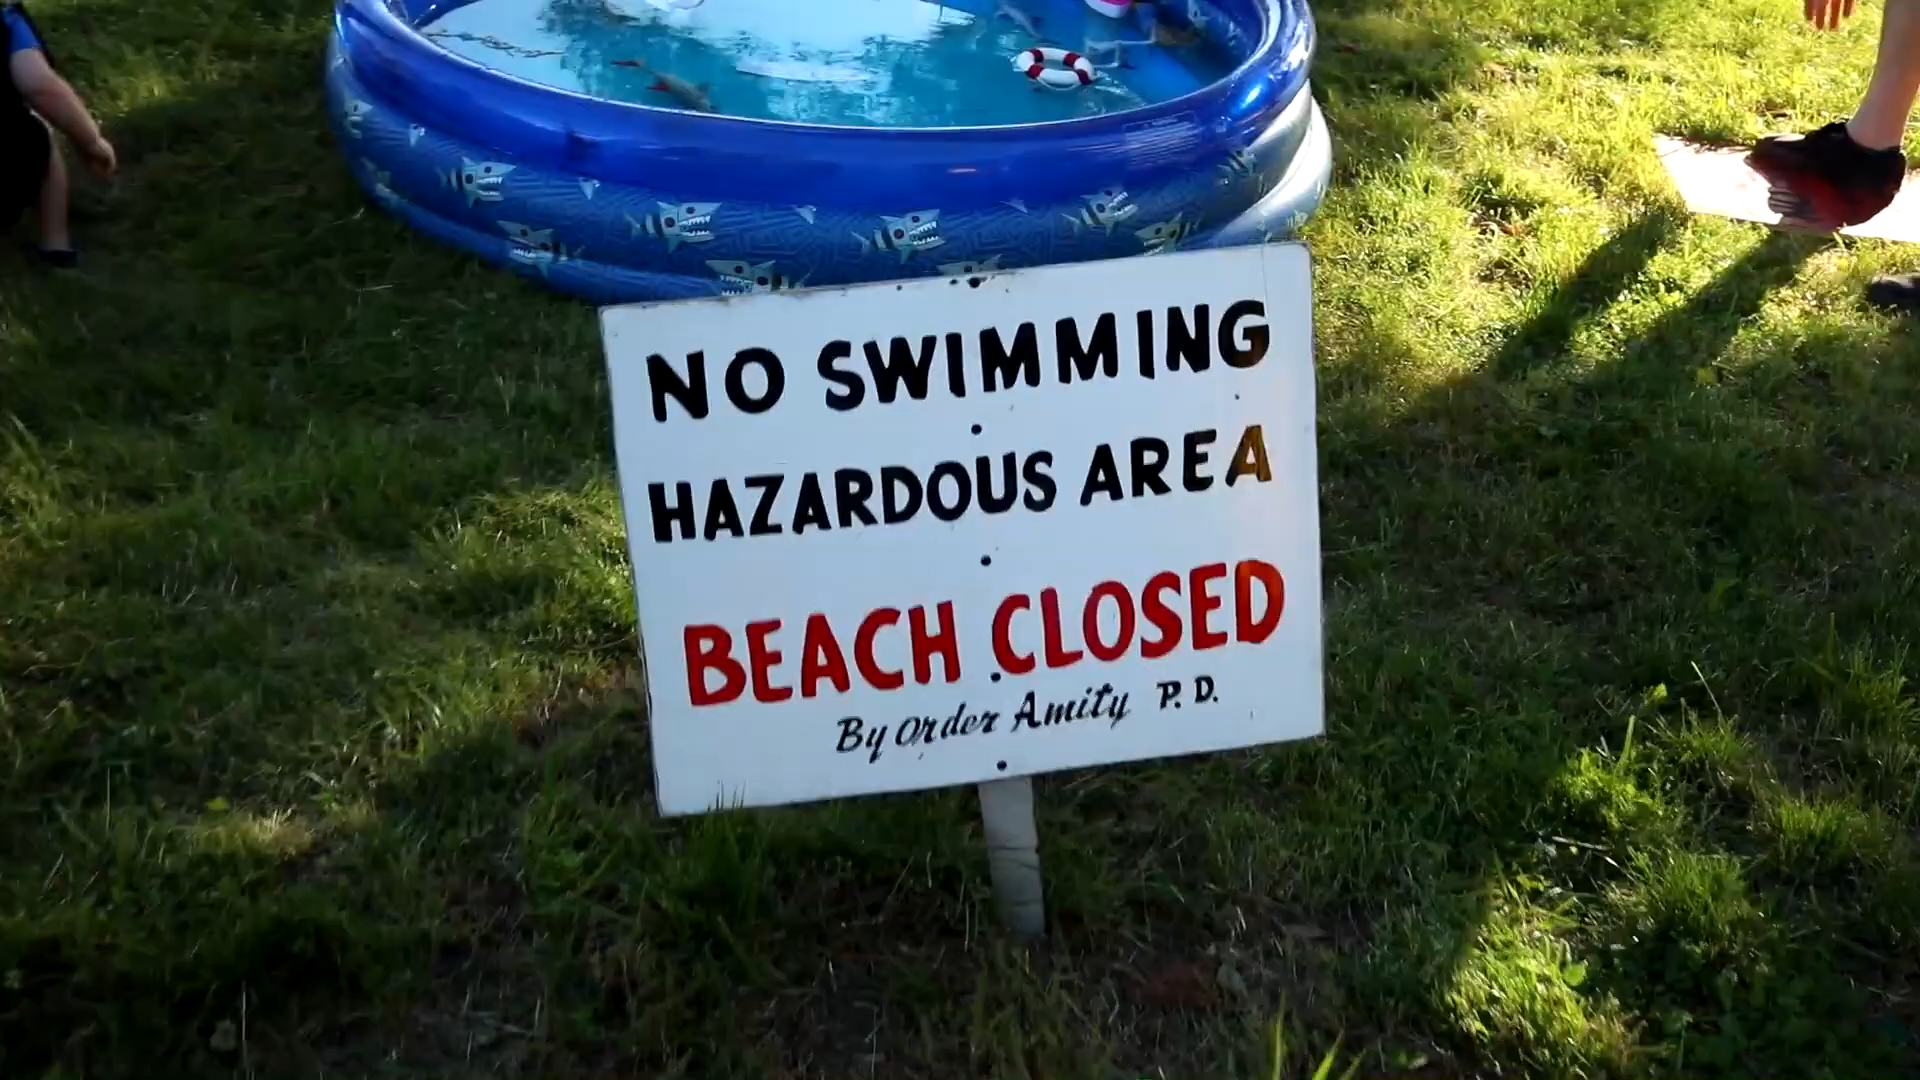 NO SWIMMING
HAZARDOUS AREA
BEACH CLOSED
By Order Amity P. D.